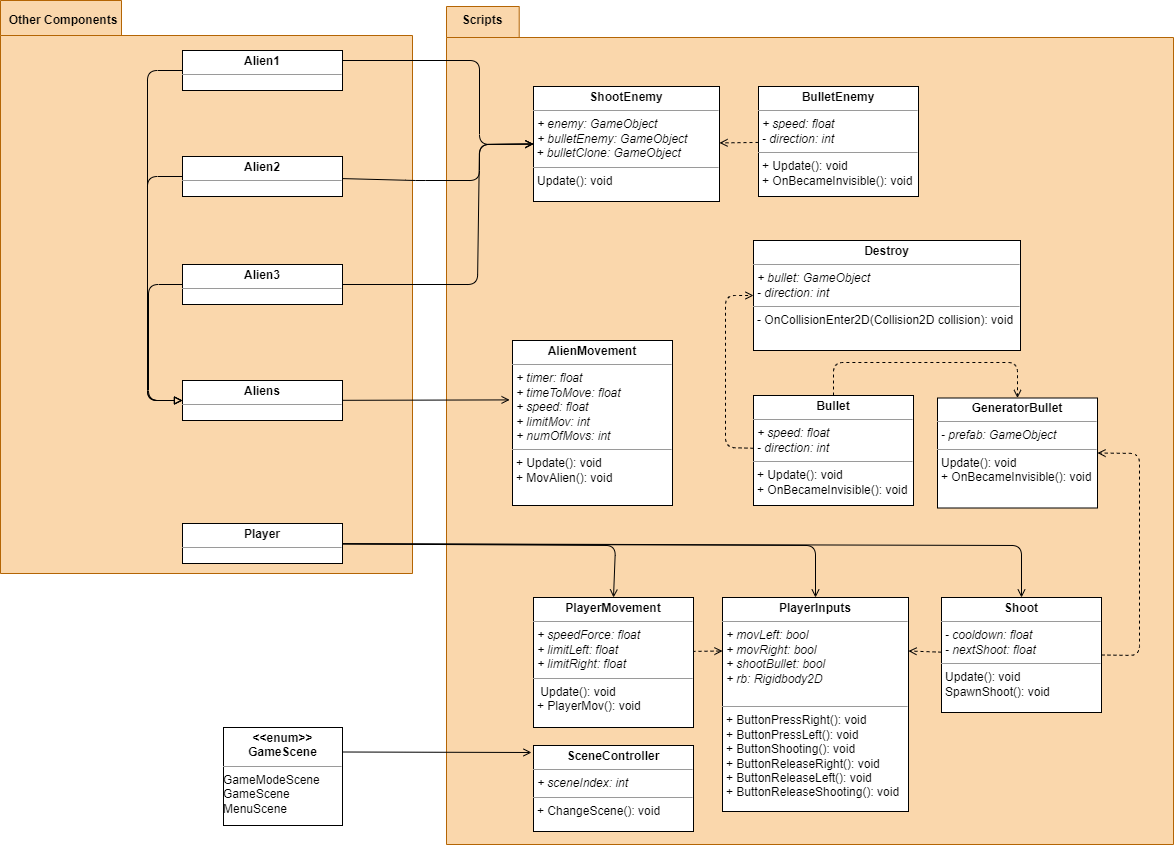 Other Components
Alien1
Alien2
Alien3
Aliens
Player
Scripts
ShootEnemy
+ enemy: GameObject
+ bulletEnemy: GameObject
+ bulletClone: GameObject
Update(): void
BulletEnemy
+ speed: float
- direction: int
+ Update(): void
+ OnBecameInvisible(): void
Destroy
+ bullet: GameObject
- direction: int
- OnCollisionEnter2D(Collision2D collision): void
AlienMovement
+ timer: float
+ timeToMove: float
+ speed: float
+ limitMov: int
+ numOfMovs: int
+ Update(): void
+ MovAlien(): void
Bullet
+ speed: float
- direction: int
+ Update(): void
+ OnBecameInvisible(): void
GeneratorBullet
- prefab: GameObject
Update(): void
+ OnBecameInvisible(): void
PlayerMovement
+ speedForce: float
+ limitLeft: float
+ limitRight: float
Update(): void
+ PlayerMov(): void
PlayerInputs
+ movLeft: bool
+ movRight: bool
+ shootBullet: bool
+ rb: Rigidbody2D
+ ButtonPressRight(): void
+ ButtonPressLeft(): void
+ ButtonShooting(): void
+ ButtonReleaseRight(): void
+ ButtonReleaseLeft(): void
+ ButtonReleaseShooting(): void
Shoot
- cooldown: float
- nextShoot: float
Update(): void
SpawnShoot(): void
<<enum>>
GameScene
GameModeScene
GameScene
MenuScene
SceneController
+ sceneIndex: int
+ ChangeScene(): void